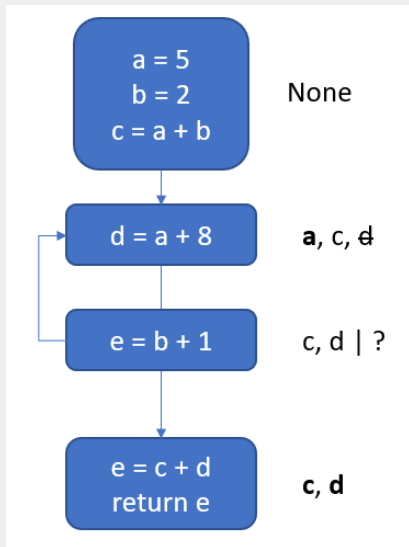 a = 5
b = 2
c = a + b
None
d = a + 8
a, c, d
e = b + 1
c, d | ?
e = c + d
return e
c, d